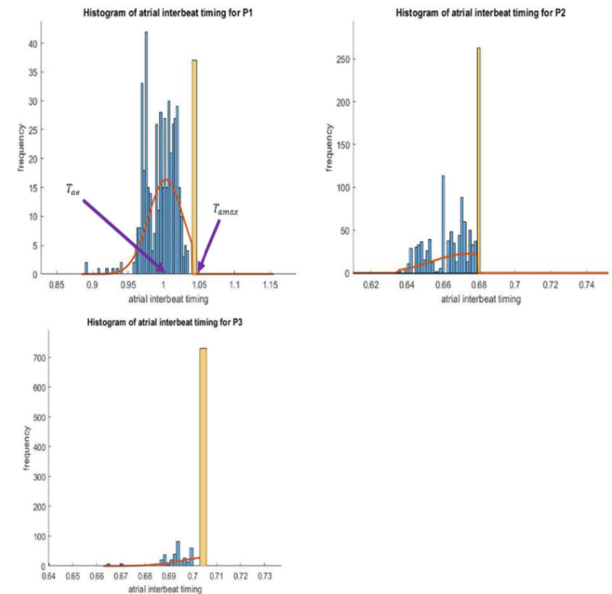 Histogram of atrial interbeat timing for P1
40
35
30
25
20
15
10
5
0
frequency
T_ae
T_amax
0.85 0.9 0.95 1 1.05 1.1 1.15
atrial interbeat timing
Histogram of atrial interbeat timing for P2
250
200
150
100
50
0
frequency
0.62 0.64 0.66 0.68 0.7 0.72 0.74
atrial interbeat timing
Histogram of atrial interbeat timing for P3
700
600
500
400
300
200
100
0
frequency
0.64 0.65 0.66 0.67 0.68 0.69 0.7 0.71 0.72 0.73
atrial interbeat timing